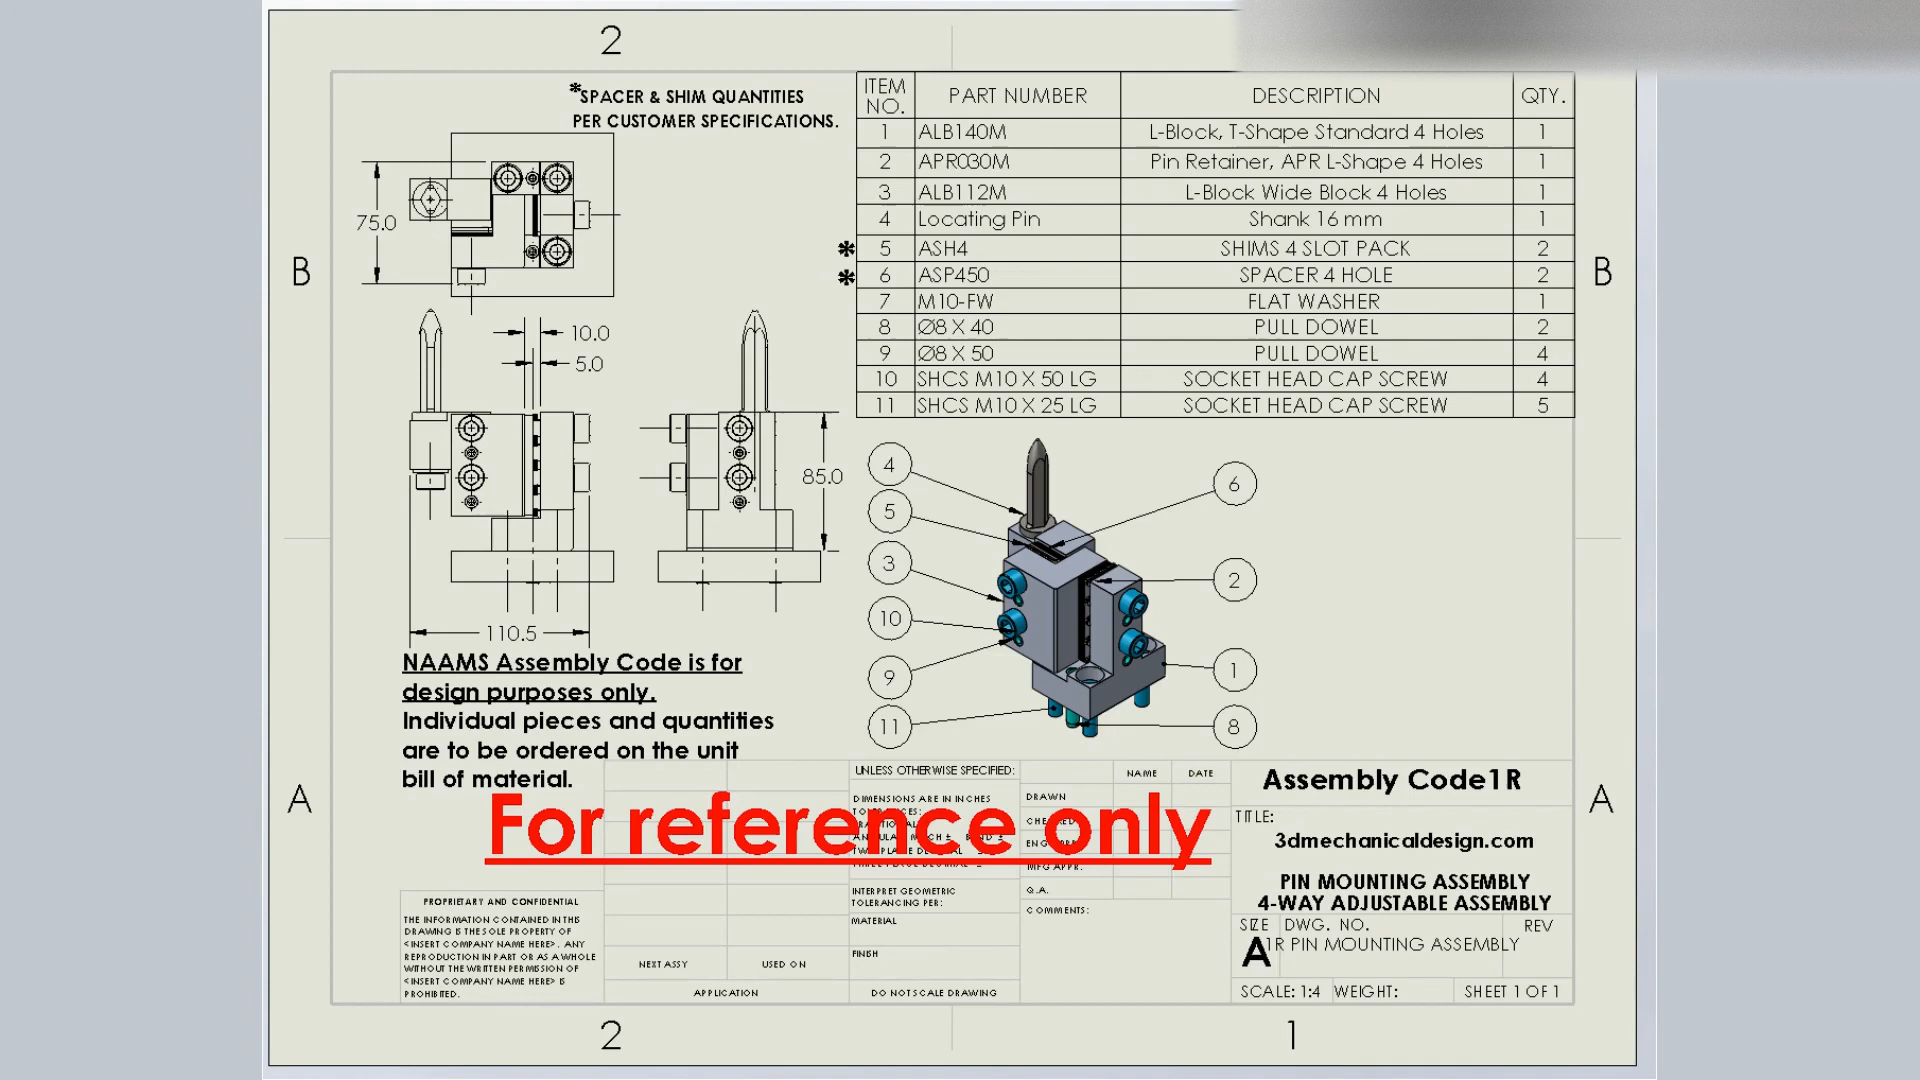 2
*SPACER & SHIM QUANTITIES
PER CUSTOMER SPECIFICATIONS.
ITEM NO. PART NUMBER DESCRIPTION QTY.
1 ALB140M L-Block, T-Shape Standard 4 Holes 1
2 APR030M Pin Retainer, APR L-Shape 4 Holes 1
3 ALB112M L-Block Wide Block 4 Holes 1
4 Locating Pin Shank 16 mm 1
* 5 ASH4 SHIMS 4 SLOT PACK 2
* 6 ASP450 SPACER 4 HOLE 2
7 M10-FW FLAT WASHER 1
8 Ø8 X 40 PULL DOWEL 2
9 Ø8 X 50 PULL DOWEL 4
10 SHCS M10 X 50 LG SOCKET HEAD CAP SCREW 4
11 SHCS M10 X 25 LG SOCKET HEAD CAP SCREW 5
75.0
B
B
10.0
5.0
85.0
110.5
4
5
3
10
9
11
6
2
1
8
NAAMS Assembly Code is for
design purposes only.
Individual pieces and quantities
are to be ordered on the unit
bill of material.
For reference only
A
A
UNLESS OTHERWISE SPECIFIED:
DIMENSIONS ARE IN INCHES
INTERPRET GEOMETRIC
TOLERANCING PER:
MATERIAL
FINISH
DO NOT SCALE DRAWING
NAME DATE
DRAWN
MFG APPR.
Q.A.
COMMENTS:
Assembly Code1R
TITLE:
3dmechanicaldesign.com
PIN MOUNTING ASSEMBLY
4-WAY ADJUSTABLE ASSEMBLY
SIZE DWG. NO. REV
A 1R PIN MOUNTING ASSEMBLY
SCALE: 1:4 WEIGHT: SHEET 1 OF 1
PROPRIETARY AND CONFIDENTIAL
THE INFORMATION CONTAINED IN THIS
DRAWING IS THE SOLE PROPERTY OF
<INSERT COMPANY NAME HERE>. ANY
REPRODUCTION IN PART OR AS A WHOLE
WITHOUT THE WRITTEN PERMISSION OF
<INSERT COMPANY NAME HERE> IS
PROHIBITED.
NEXT ASSY USED ON
APPLICATION
2
1